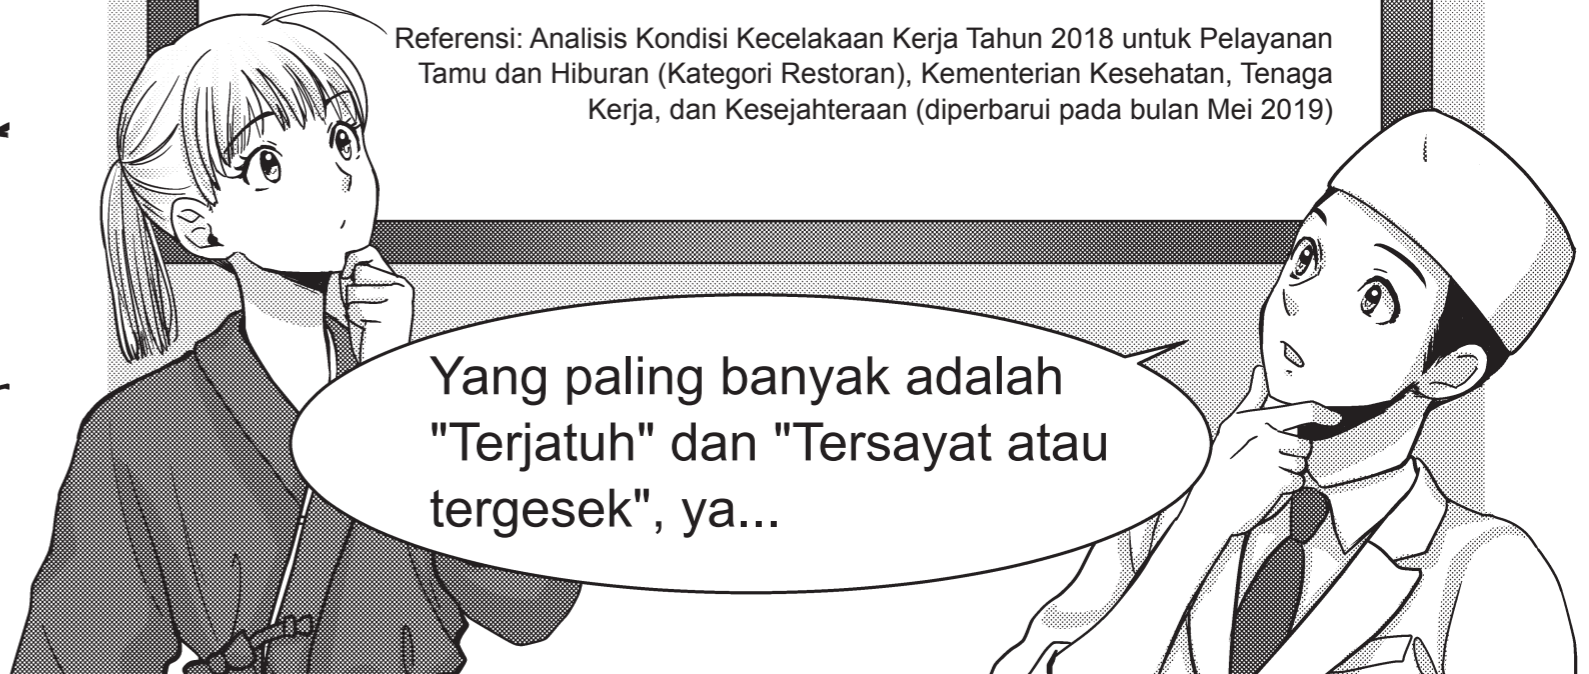 Referensi: Analisis Kondisi Kecelakaan Kerja Tahun 2018 untuk Pelayanan
Tamu dan Hiburan (Kategori Restoran), Kementerian Kesehatan, Tenaga
Kerja, dan Kesejahteraan (diperbarui pada bulan Mei 2019)
Yang paling banyak adalah
"Terjatuh" dan "Tersayat atau
tergesek", ya...